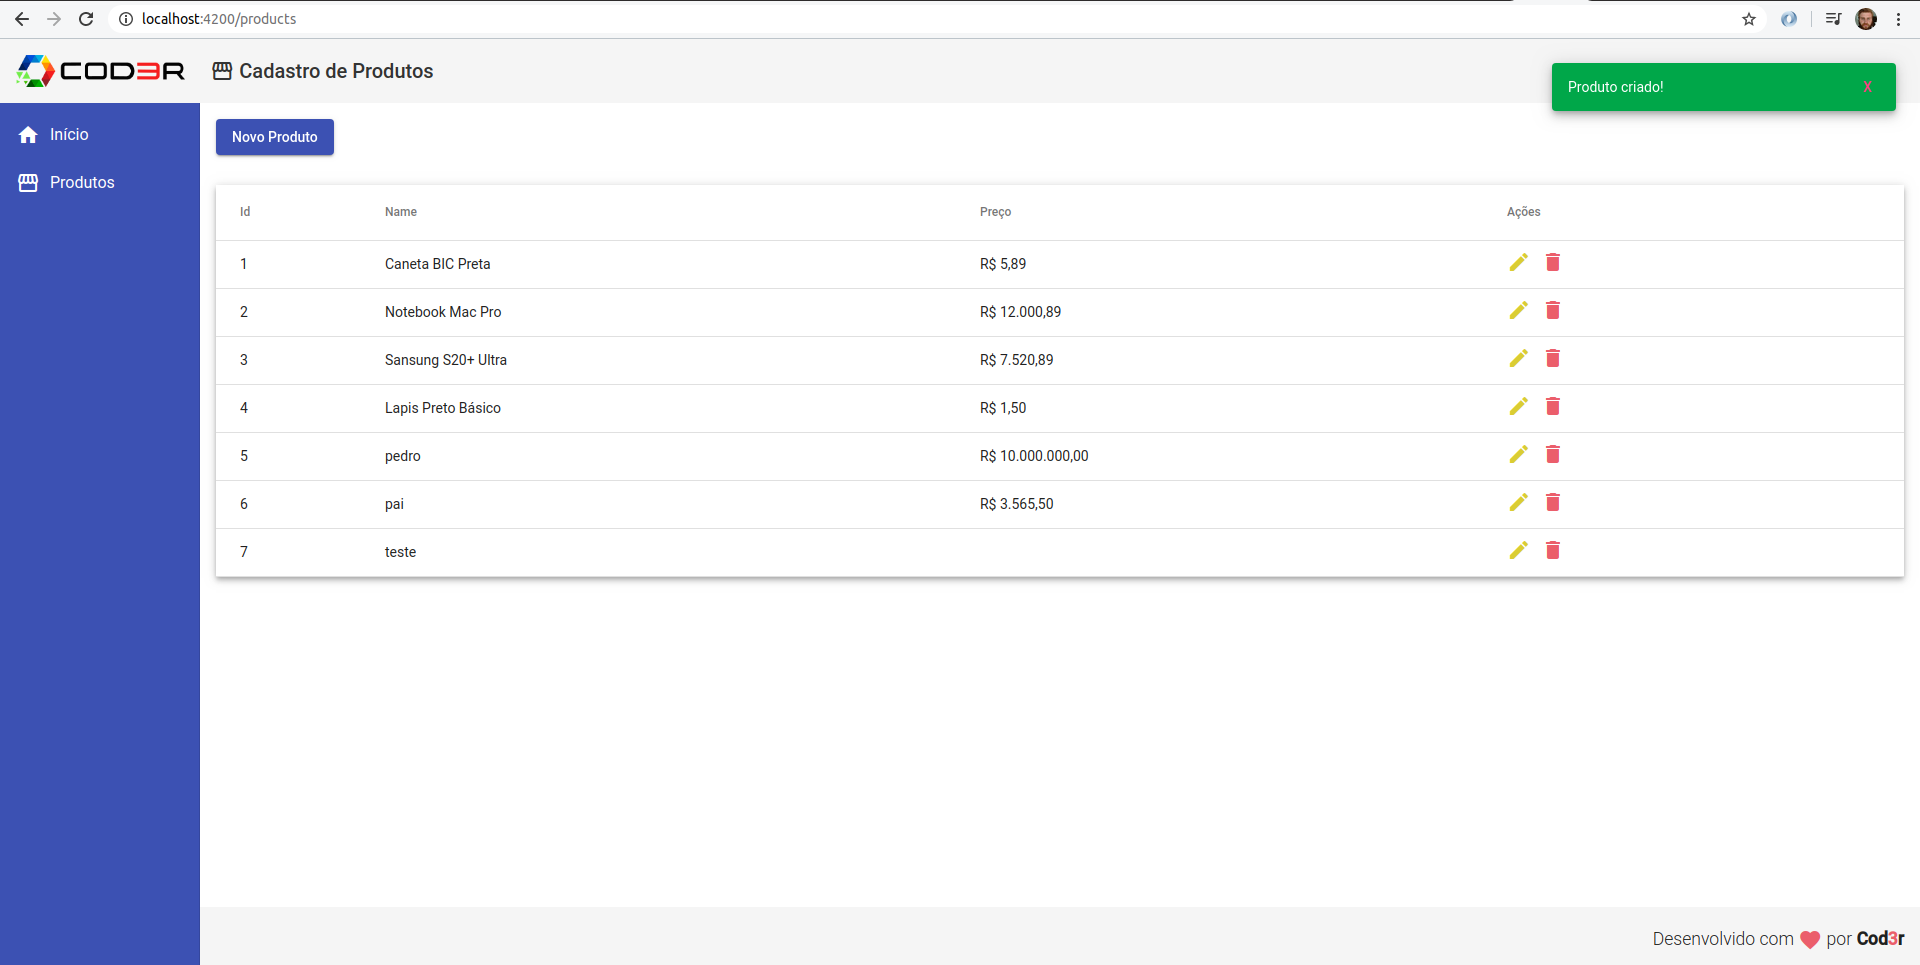 localhost:4200/products
COD3R
Cadastro de Produtos
Produto criado! X
Início
Produtos
Novo Produto
Id Name Preço Ações
1 Caneta BIC Preta R$ 5,89
2 Notebook Mac Pro R$ 12.000,89
3 Sansung S20+ Ultra R$ 7.520,89
4 Lapis Preto Básico R$ 1,50
5 pedro R$ 10.000.000,00
6 pai R$ 3.565,50
7 teste
Desenvolvido com por Cod3r